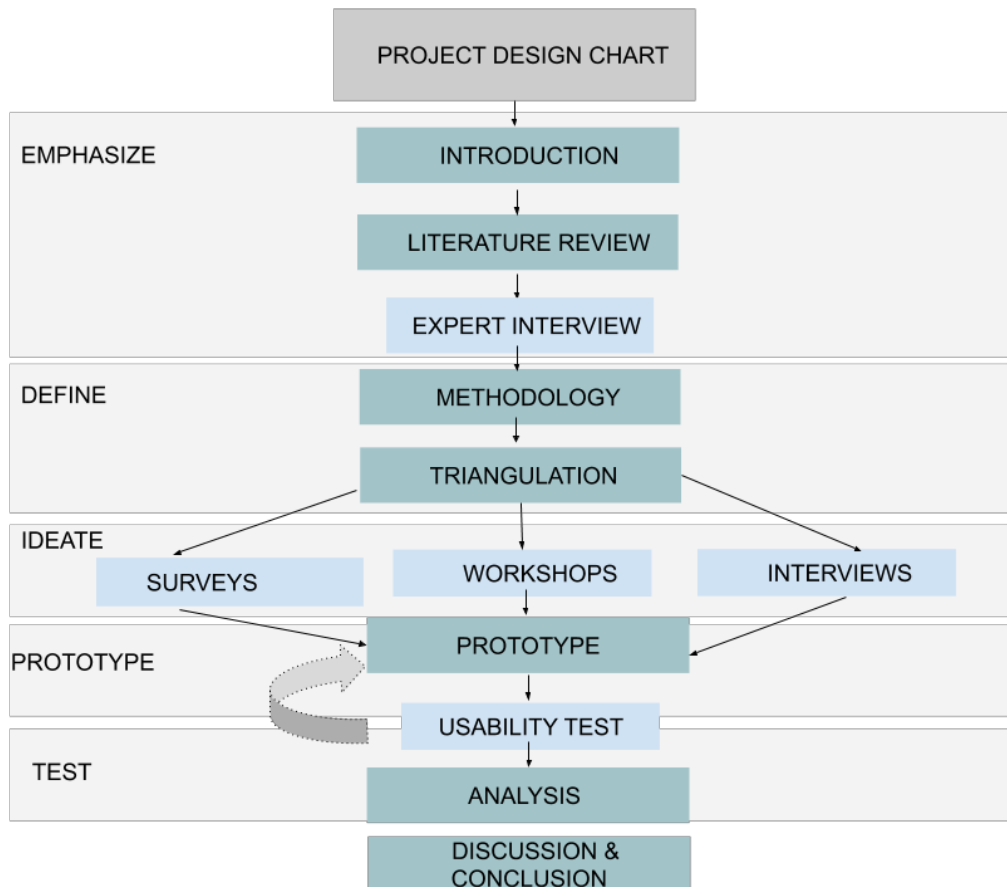 PROJECT DESIGN CHART
EMPHASIZE
INTRODUCTION
LITERATURE REVIEW
EXPERT INTERVIEW
DEFINE
METHODOLOGY
TRIANGULATION
IDEATE
SURVEYS
WORKSHOPS
INTERVIEWS
PROTOTYPE
PROTOTYPE
USABILITY TEST
TEST
ANALYSIS
DISCUSSION &
CONCLUSION